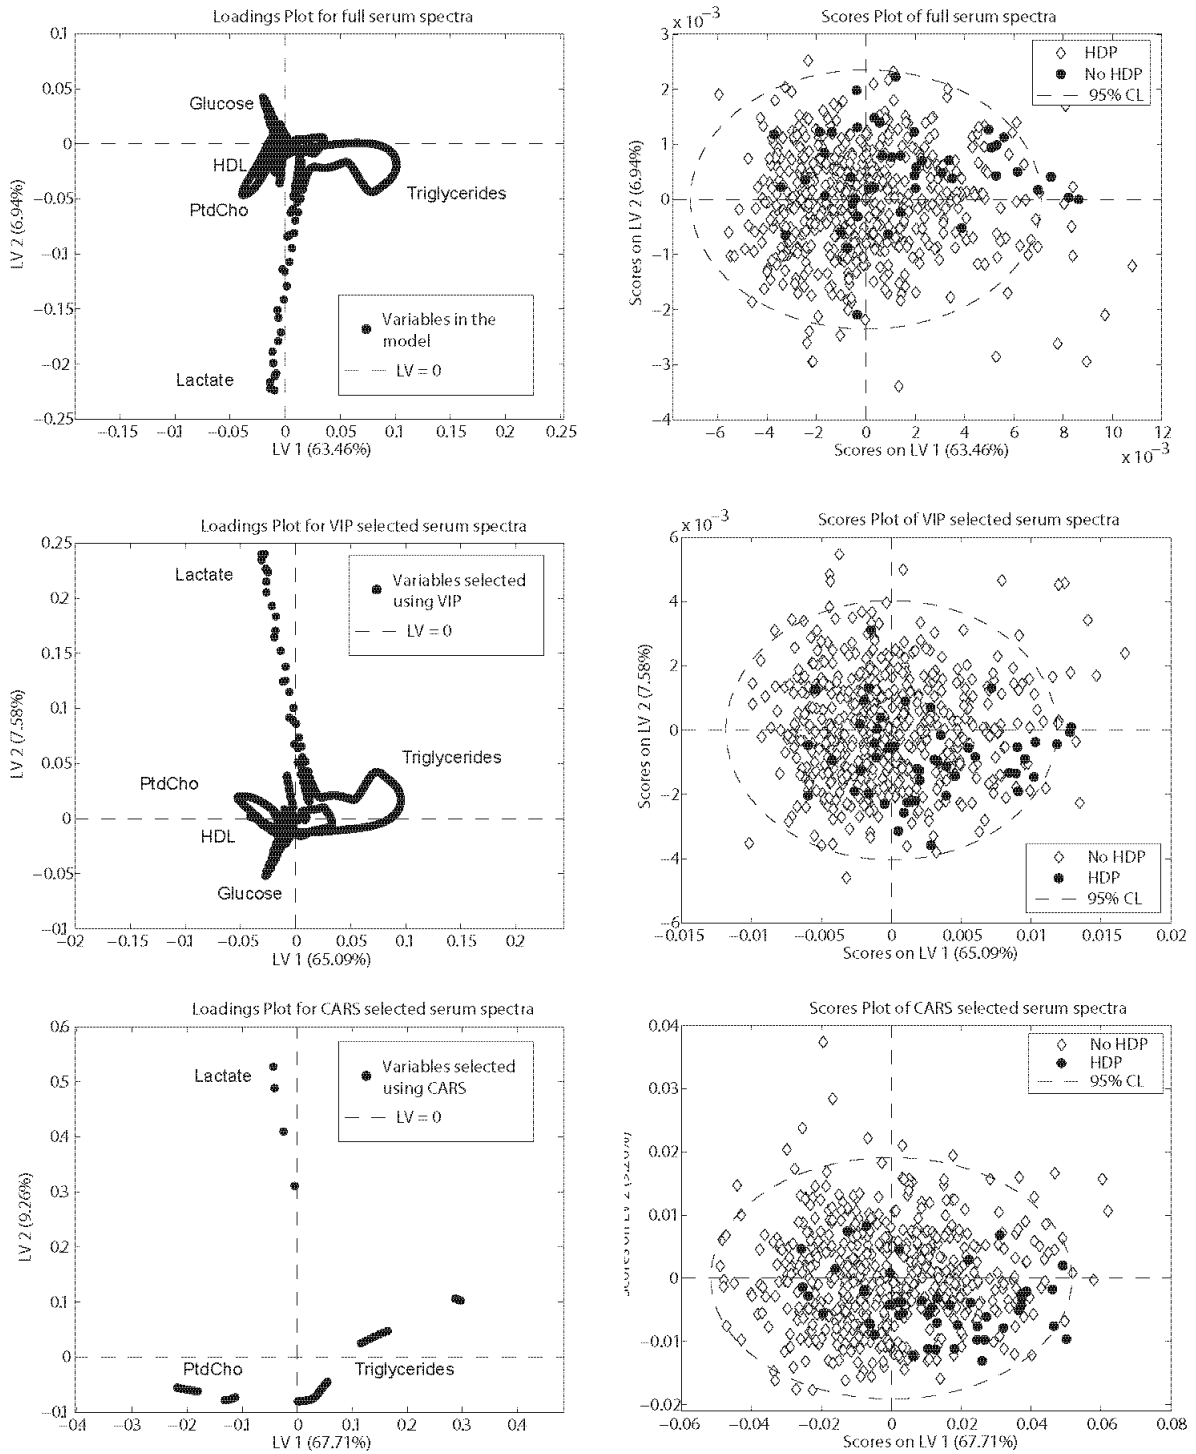 Loadings Plot for full serum spectra
0.1
0.05
0
−0.05
−0.1
−0.15
−0.2
−0.25
LV 2 (6.94%)
Glucose
HDL
PtdCho
Triglycerides
Lactate
Variables in the
model
LV = 0
−0.15 −0.1 −0.05 0 0.05 0.1 0.15 0.2 0.25
LV 1 (63.46%)
Scores Plot of full serum spectra
x 10−3
3
2
1
0
−1
−2
−3
−4
Scores on LV 2 (6.94%)
HDP
No HDP
95% CL
−6 −4 −2 0 2 4 6 8 10 12
Scores on LV 1 (63.46%)
x 10−3
Loadings Plot for VIP selected serum spectra
0.25
0.2
0.15
0.1
0.05
0
−0.05
−0.1
LV 2 (7.58%)
Lactate
Variables selected
using VIP
LV = 0
Triglycerides
PtdCho
HDL
Glucose
−0.2 −0.15 −0.1 −0.05 0 0.05 0.1 0.15 0.2
LV 1 (65.09%)
Scores Plot of VIP selected serum spectra
x 10−3
6
4
2
0
−2
−4
−6
Scores on LV 2 (7.58%)
No HDP
HDP
95% CL
−0.015 −0.01 −0.005 0 0.005 0.01 0.015 0.02
Scores on LV 1 (65.09%)
Loadings Plot for CARS selected serum spectra
0.6
0.5
0.4
0.3
0.2
0.1
0
−0.1
LV 2 (9.26%)
Lactate
Variables selected
using CARS
LV = 0
PtdCho
Triglycerides
−0.4 −0.3 −0.2 −0.1 0 0.1 0.2 0.3 0.4
LV 1 (67.71%)
Scores Plot of CARS selected serum spectra
0.04
0.03
0.02
0.01
0
−0.01
−0.02
on LV 2
No HDP
HDP
95% CL
−0.06 −0.04 −0.02 0 0.02 0.04 0.06 0.08
Scores on LV 1 (67.71%)